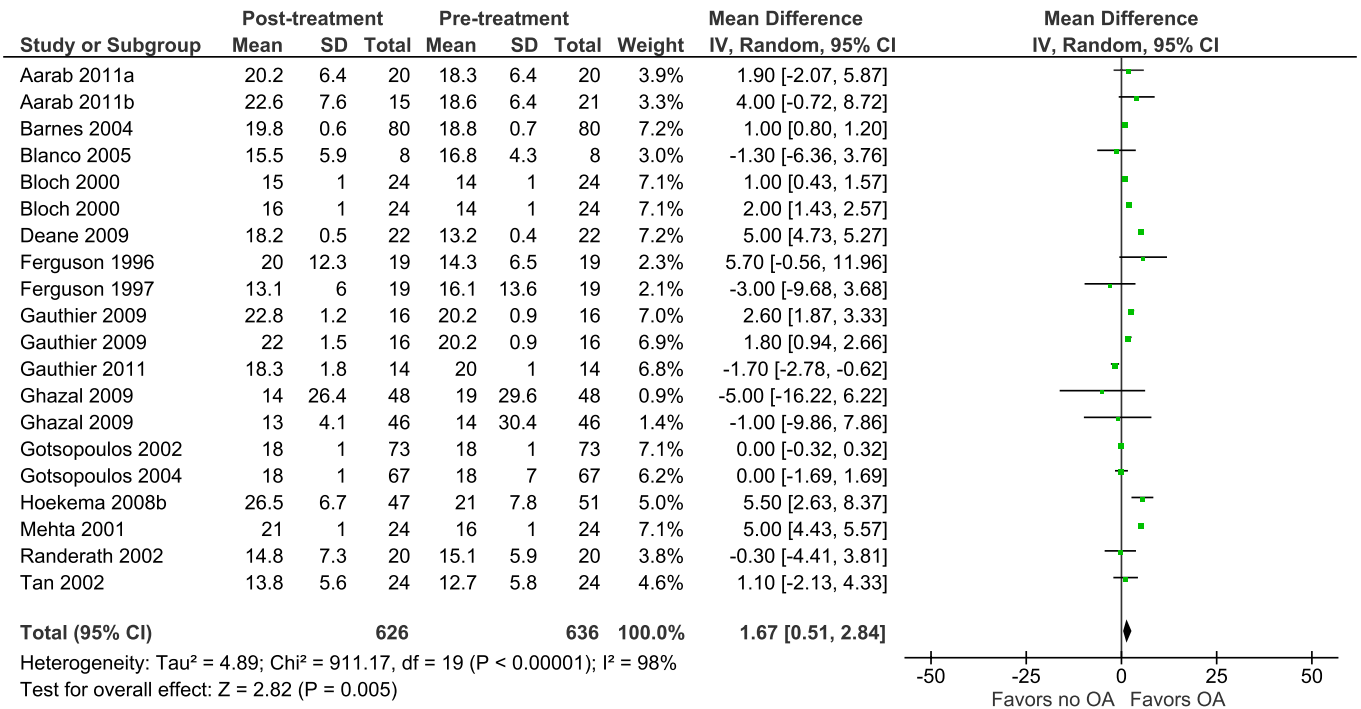 Post-treatment Pre-treatment Mean Difference Mean Difference
Study or Subgroup Mean SD Total Mean SD Total Weight IV, Random, 95% CI IV, Random, 95% CI
Aarab 2011a 20.2 6.4 20 18.3 6.4 20 3.9% 1.90 [-2.07, 5.87]
Aarab 2011b 22.6 7.6 15 18.6 6.4 21 3.3% 4.00 [-0.72, 8.72]
Barnes 2004 19.8 0.6 80 18.8 0.7 80 7.2% 1.00 [0.80, 1.20]
Blanco 2005 15.5 5.9 8 16.8 4.3 8 3.0% -1.30 [-6.36, 3.76]
Bloch 2000 15 1 24 14 1 24 7.1% 1.00 [0.43, 1.57]
Bloch 2000 16 1 24 14 1 24 7.1% 2.00 [1.43, 2.57]
Deane 2009 18.2 0.5 22 13.2 0.4 22 7.2% 5.00 [4.73, 5.27]
Ferguson 1996 20 12.3 19 14.3 6.5 19 2.3% 5.70 [-0.56, 11.96]
Ferguson 1997 13.1 6 19 16.1 13.6 19 2.1% -3.00 [-9.68, 3.68]
Gauthier 2009 22.8 1.2 16 20.2 0.9 16 7.0% 2.60 [1.87, 3.33]
Gauthier 2009 22 1.5 16 20.2 0.9 16 6.9% 1.80 [0.94, 2.66]
Gauthier 2011 18.3 1.8 14 20 1 14 6.8% -1.70 [-2.78, -0.62]
Ghazal 2009 14 26.4 48 19 29.6 48 0.9% -5.00 [-16.22, 6.22]
Ghazal 2009 13 4.1 46 14 30.4 46 1.4% -1.00 [-9.86, 7.86]
Gotsopoulos 2002 18 1 73 18 1 73 7.1% 0.00 [-0.32, 0.32]
Gotsopoulos 2004 18 1 67 18 7 67 6.2% 0.00 [-1.69, 1.69]
Hoekema 2008b 26.5 6.7 47 21 7.8 51 5.0% 5.50 [2.63, 8.37]
Mehta 2001 21 1 24 16 1 24 7.1% 5.00 [4.43, 5.57]
Randerath 2002 14.8 7.3 20 15.1 5.9 20 3.8% -0.30 [-4.41, 3.81]
Tan 2002 13.8 5.6 24 12.7 5.8 24 4.6% 1.10 [-2.13, 4.33]
Total (95% CI) 626 636 100.0% 1.67 [0.51, 2.84]
Heterogeneity: Tau² = 4.89; Chi² = 911.17, df = 19 (P < 0.00001); I² = 98%
Test for overall effect: Z = 2.82 (P = 0.005)
-50 -25 0 25 50
Favors no OA Favors OA